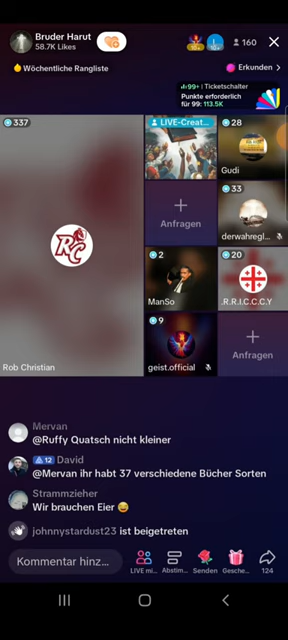 Bruder Harut
58.7K Likes
160
Wöchentliche Rangliste
Erkunden >
99+ | Ticketschalter
Punkte erforderlich
für 99: 113.5K
337
LIVE-Creat...
28
Gudi
Anfragen
33
derwahregl...
RC
2
ManSo
20
.R.R.I.C.C.C.Y
9
geist.official
Anfragen
Rob Christian
Mervan
@Ruffy Quatsch nicht kleiner
12 David
@Mervan ihr habt 37 verschiedene Bücher Sorten
Strammzieher
Wir brauchen Eier 😂
johnnystardust23 ist beigetreten
Kommentar hinz...
LIVE mi...
Abstim...
Senden
Gesche...
124